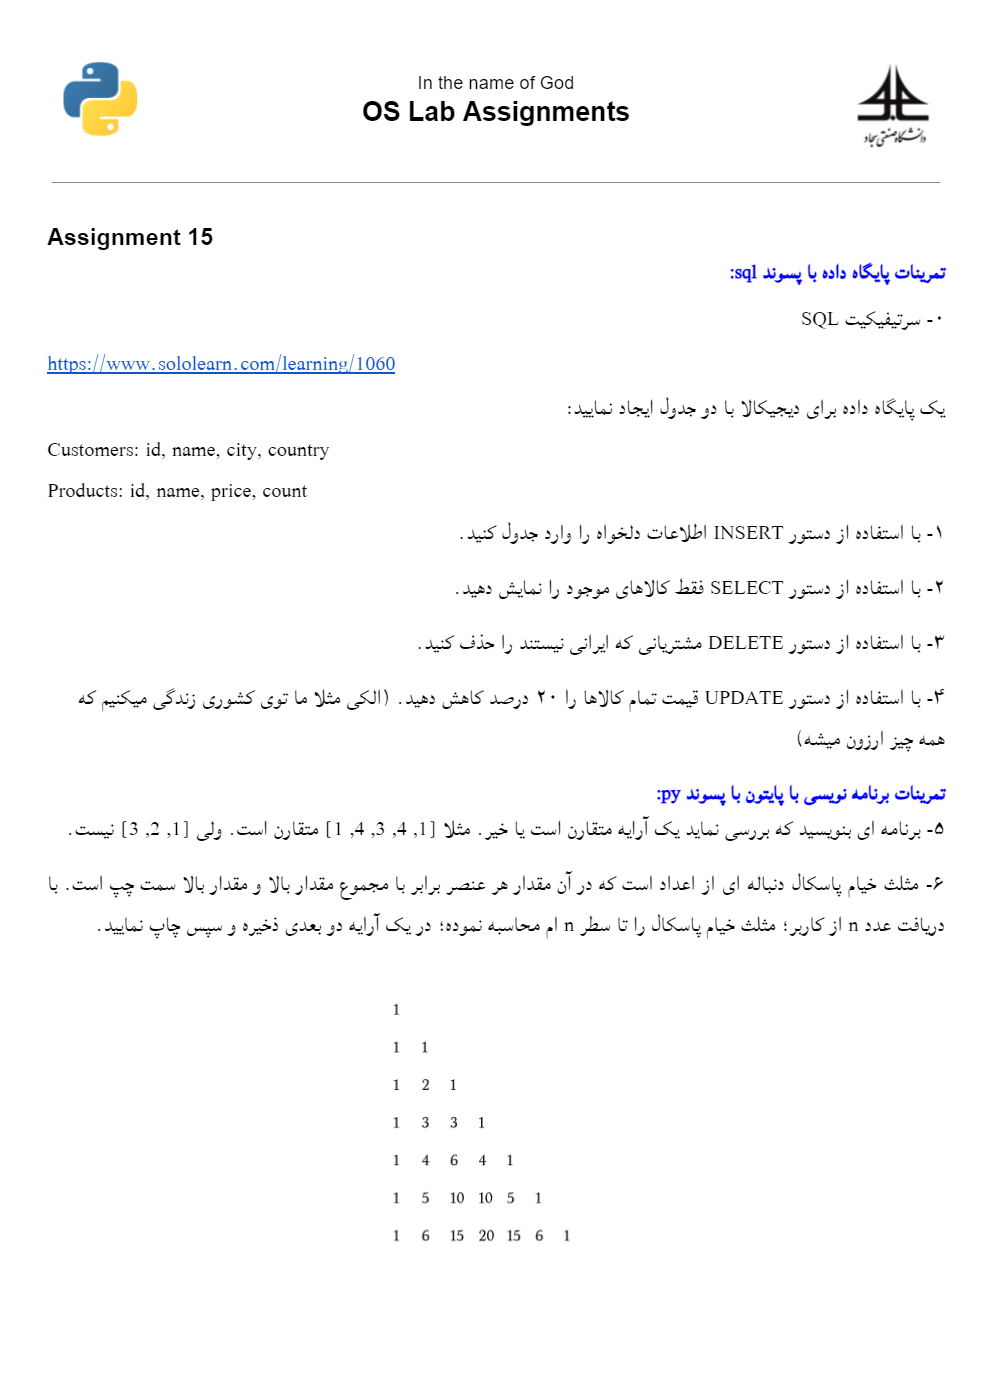 In the name of God
OS Lab Assignments
دانشگاه صنعتی سجاد
Assignment 15
تمرینات پایگاه داده با پسوند sql:
۰- سرتیفیکیت SQL
https://www.sololearn.com/learning/1060
یک پایگاه داده برای دیجیکالا با دو جدول ایجاد نمایید:
Customers: id, name, city, country
Products: id, name, price, count
۱- با استفاده از دستور INSERT اطلاعات دلخواه را وارد جدول کنید.
۲- با استفاده از دستور SELECT فقط کالاهای موجود را نمایش دهید.
۳- با استفاده از دستور DELETE مشتریانی که ایرانی نیستند را حذف کنید.
۴- با استفاده از دستور UPDATE قیمت تمام کالاها را ۲۰ درصد کاهش دهید. (الکی مثلا ما توی کشوری زندگی میکنیم که
همه چیز ارزون میشه)
تمرینات برنامه نویسی با پایتون با پسوند py:
۵- برنامه ای بنویسید که بررسی نماید یک آرایه متقارن است یا خیر. مثلا [1, 4, 3, 4, 1] متقارن است. ولی [1, 2, 3] نیست.
۶- مثلث خیام پاسکال دنباله ای از اعداد است که در آن مقدار هر عنصر برابر با مجموع مقدار بالا و مقدار بالا سمت چپ است. با
دریافت عدد n از کاربر؛ مثلث خیام پاسکال را تا سطر n ام محاسبه نموده؛ در یک آرایه دو بعدی ذخیره و سپس چاپ نمایید.
1
1 1
1 2 1
1 3 3 1
1 4 6 4 1
1 5 10 10 5 1
1 6 15 20 15 6 1